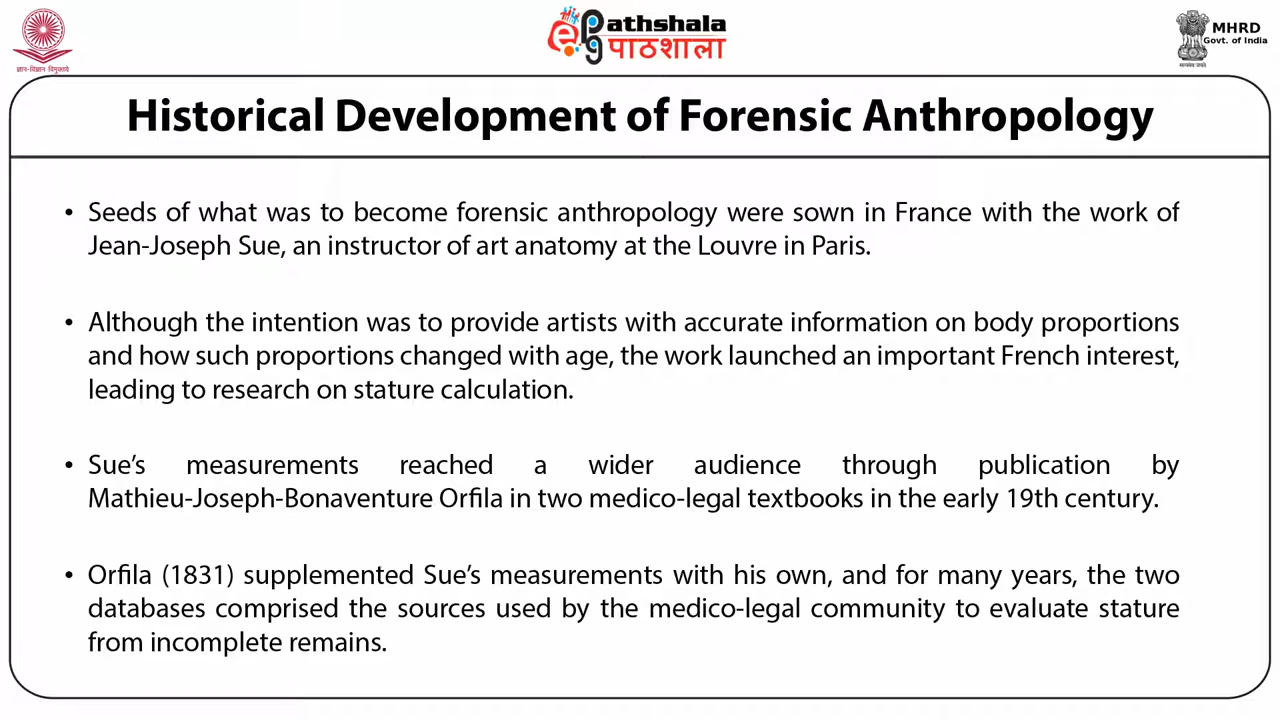 ज्ञान-विज्ञान विमुक्तये
ePathshala
पाठशाला
MHRD
Govt. of India
सत्यमेव जयते
Historical Development of Forensic Anthropology
• Seeds of what was to become forensic anthropology were sown in France with the work of
Jean-Joseph Sue, an instructor of art anatomy at the Louvre in Paris.
• Although the intention was to provide artists with accurate information on body proportions
and how such proportions changed with age, the work launched an important French interest,
leading to research on stature calculation.
• Sue’s measurements reached a wider audience through publication by
Mathieu-Joseph-Bonaventure Orfila in two medico-legal textbooks in the early 19th century.
• Orfila (1831) supplemented Sue’s measurements with his own, and for many years, the two
databases comprised the sources used by the medico-legal community to evaluate stature
from incomplete remains.